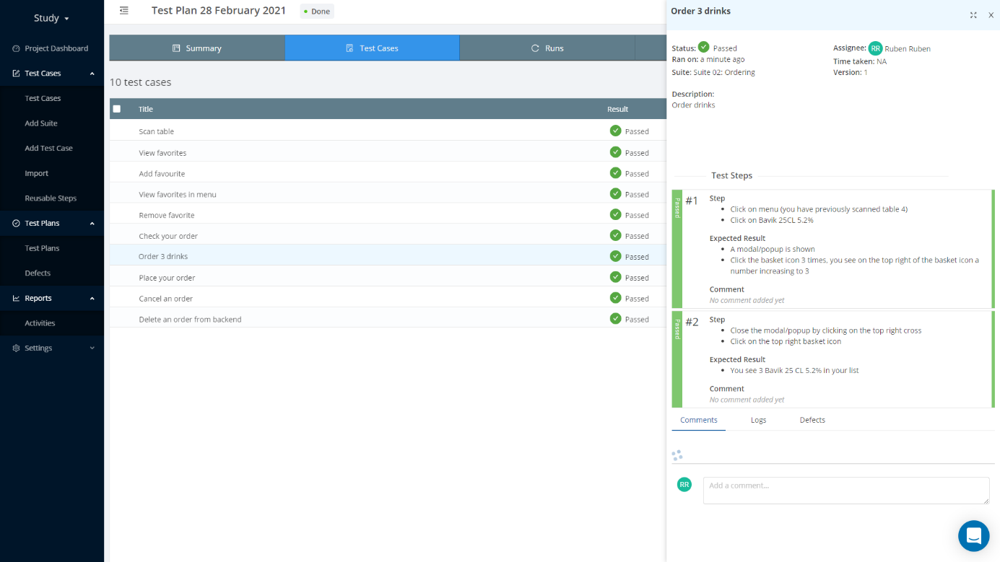 Study
Project Dashboard
Test Cases
Test Cases
Add Suite
Add Test Case
Import
Reusable Steps
Test Plans
Test Plans
Defects
Reports
Activities
Settings
Test Plan 28 February 2021
Done
Summary
Test Cases
Runs
10 test cases
Title Result
Scan table Passed
View favorites Passed
Add favourite Passed
View favorites in menu Passed
Remove favorite Passed
Check your order Passed
Order 3 drinks Passed
Place your order Passed
Cancel an order Passed
Delete an order from backend Passed
Order 3 drinks
X
Status: Passed
Ran on: a minute ago
Suite: Suite 02: Ordering
Assignee: RR Ruben Ruben
Time taken: NA
Version: 1
Description:
Order drinks
Test Steps
Passed
#1
Step
Click on menu (you have previously scanned table 4)
Click on Bavik 25CL 5.2%
Expected Result
A modal/popup is shown
Click the basket icon 3 times, you see on the top right of the basket icon a
number increasing to 3
Comment
No comment added yet
Passed
#2
Step
Close the modal/popup by clicking on the top right cross
Click on the top right basket icon
Expected Result
You see 3 Bavik 25 CL 5.2% in your list
Comment
No comment added yet
Comments Logs Defects
RR
Add a comment...